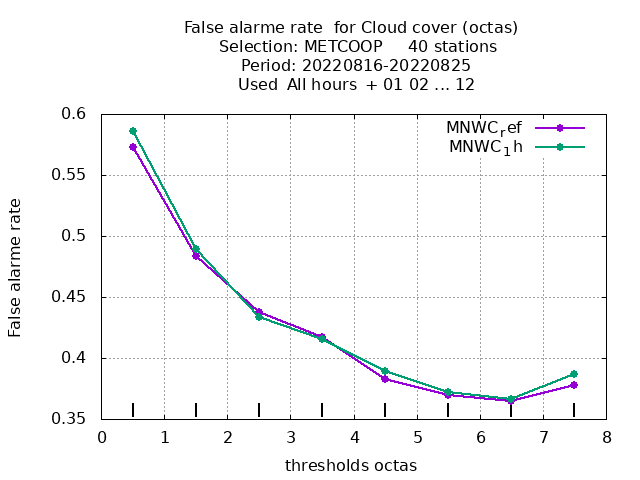 False alarme rate  for Cloud cover (octas)
Selection: METCOOP     40 stations
Period: 20220816-20220825
Used  All hours  + 01 02 ... 12
MNWC_ref
MNWC_1h
0.6
0.55
0.5
0.45
0.4
0.35
False alarme rate
0 1 2 3 4 5 6 7 8
thresholds octas